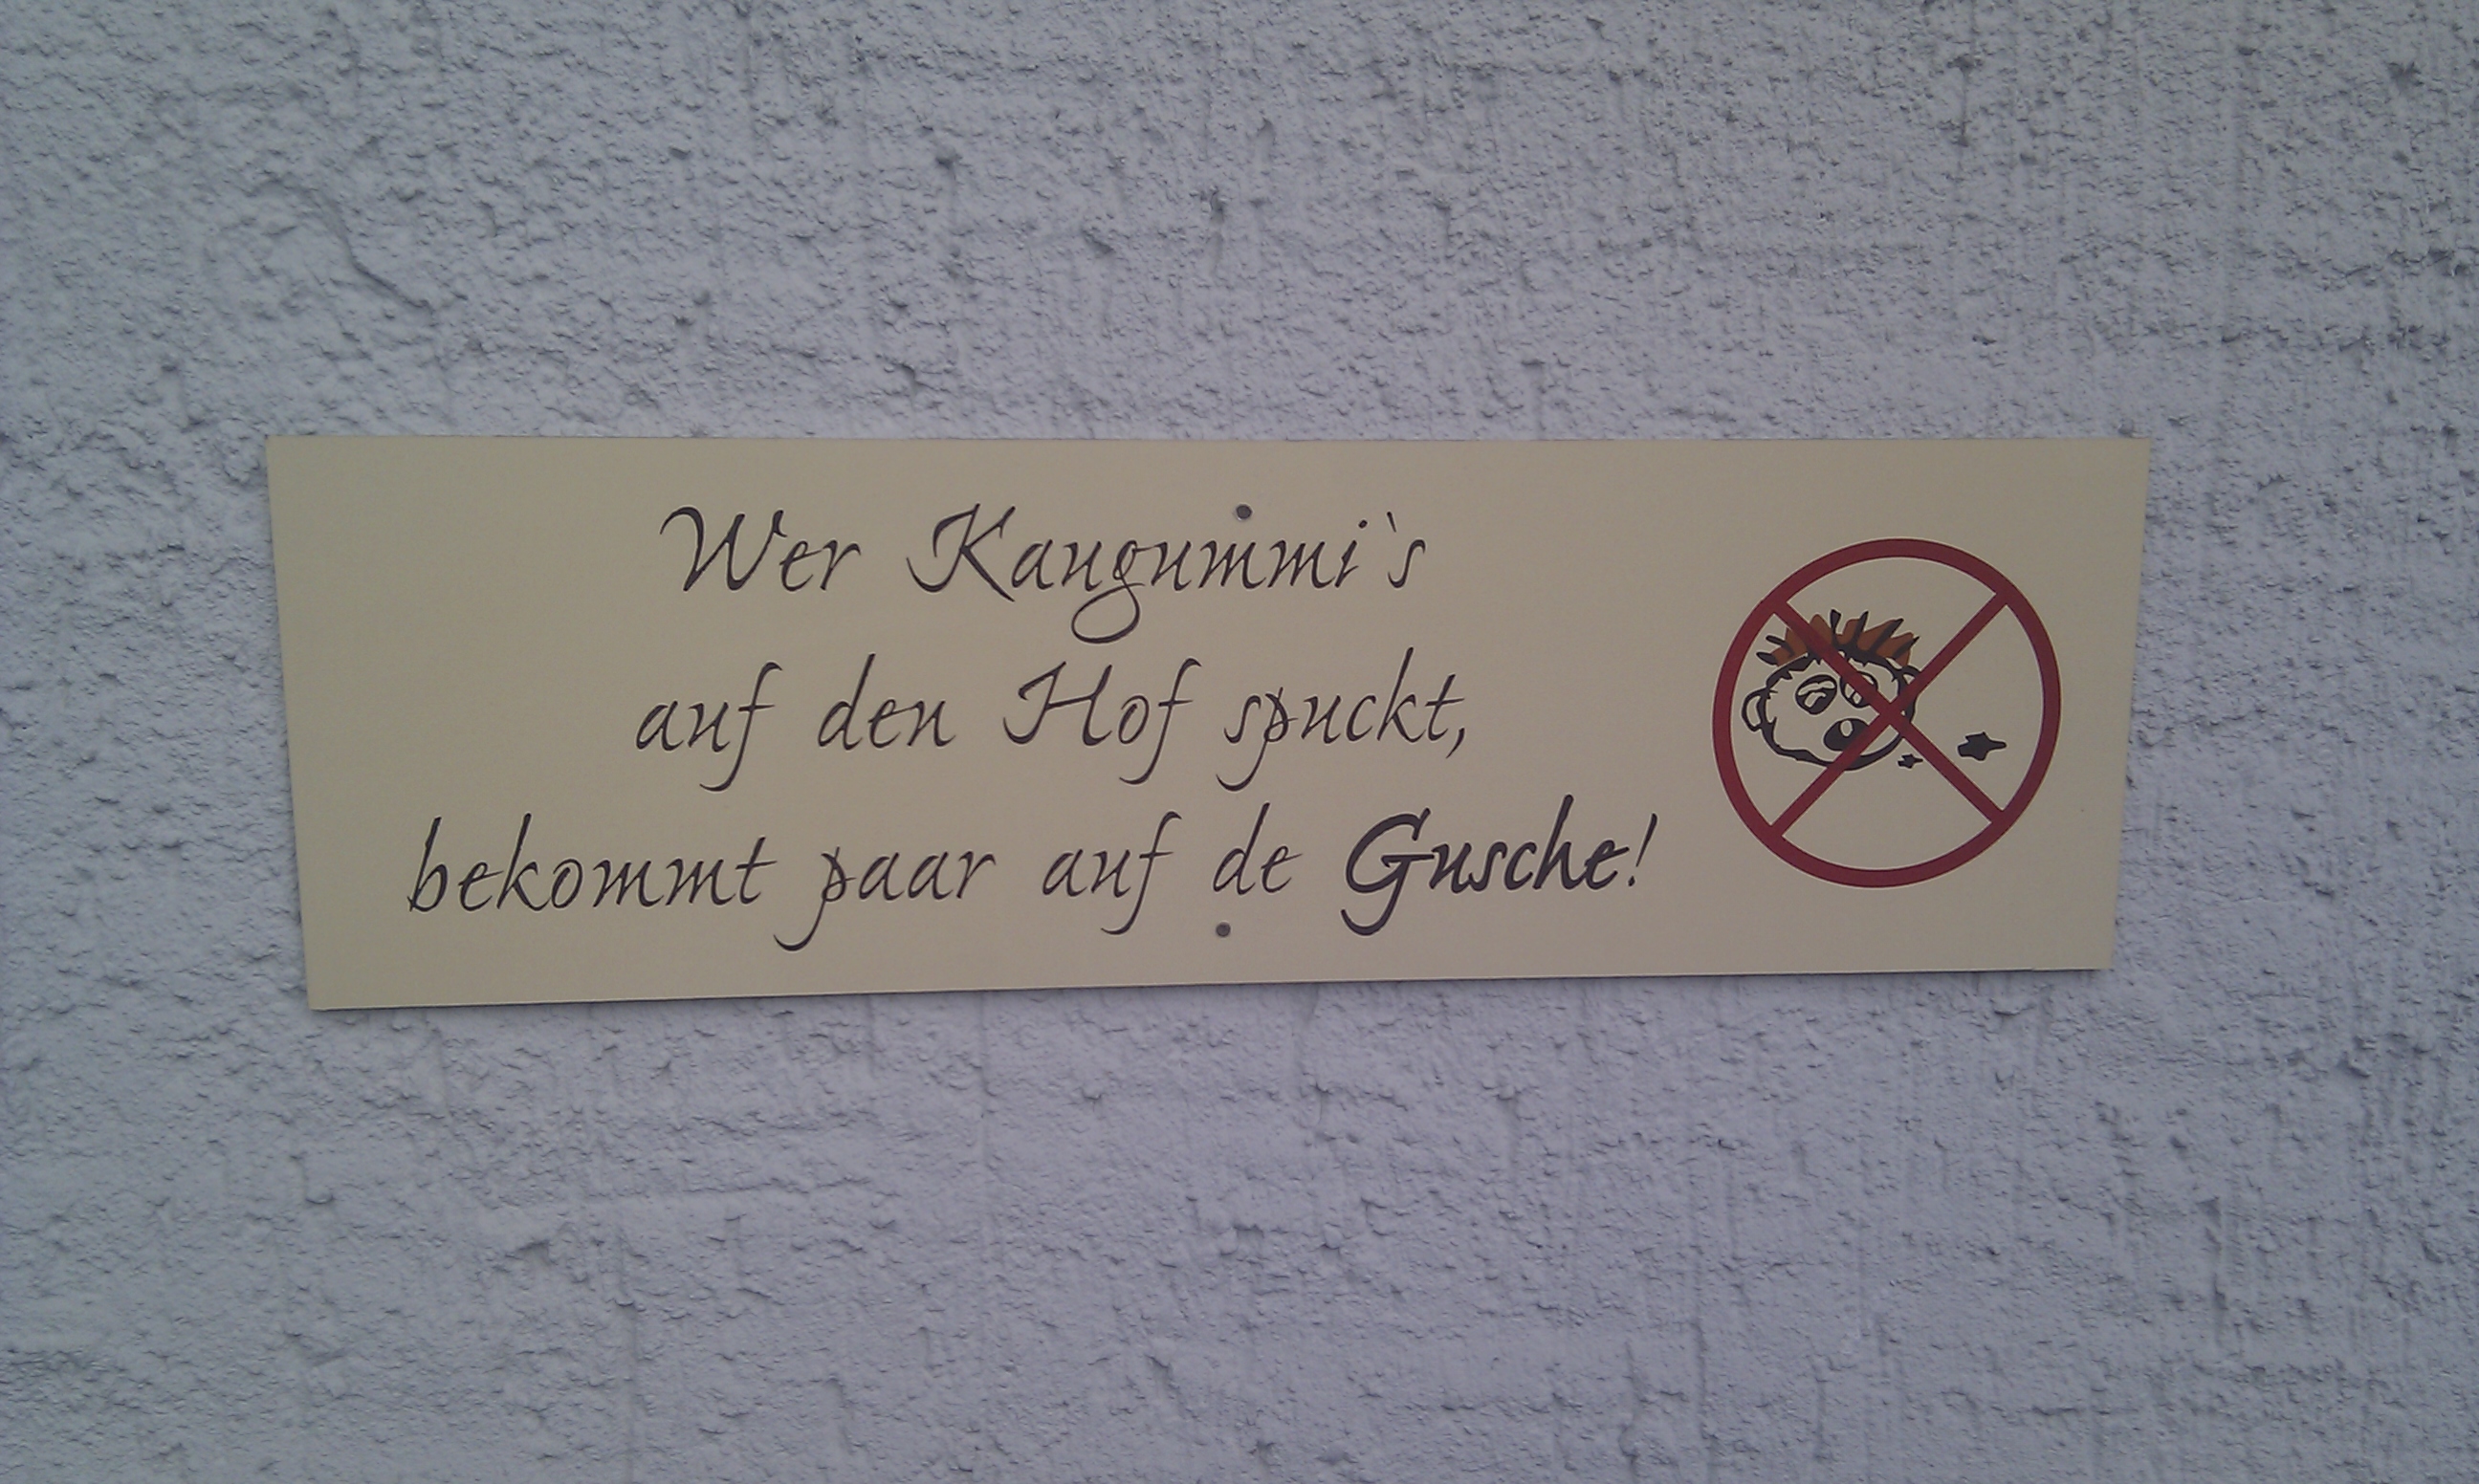 Wer Kaugummi`s
auf den Hof spuckt,
bekommt paar auf de Gusche!